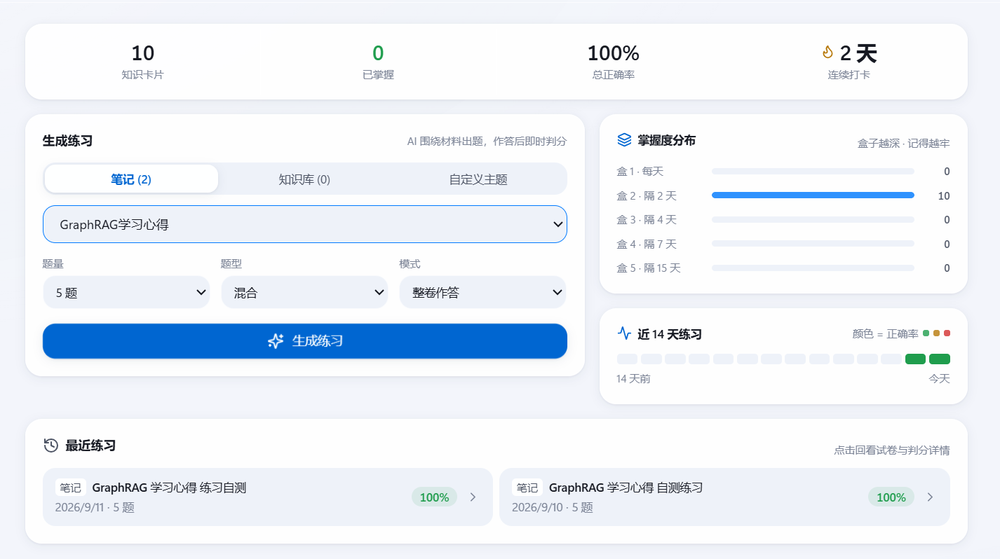 10
知识卡片
0
已掌握
100%
总正确率
2 天
连续打卡
生成练习
AI 围绕材料出题，作答后即时判分
笔记 (2)
知识库 (0)
自定义主题
GraphRAG学习心得
题量
题型
模式
5 题
混合
整卷作答
生成练习
掌握度分布
盒子越深 · 记得越牢
盒 1 · 每天 0
盒 2 · 隔 2 天 10
盒 3 · 隔 4 天 0
盒 4 · 隔 7 天 0
盒 5 · 隔 15 天 0
近 14 天练习
颜色 = 正确率
14 天前
今天
最近练习
点击回看试卷与判分详情
笔记 GraphRAG 学习心得 练习自测
2026/9/11 · 5 题
100%
笔记 GraphRAG 学习心得 自测练习
2026/9/10 · 5 题
100%